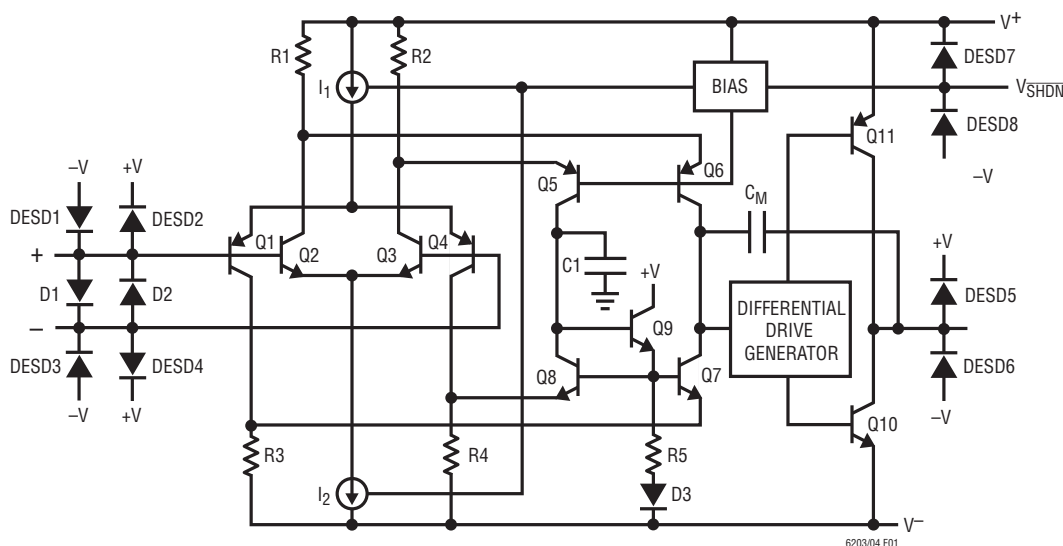 V+
R1
R2
DESD7
I1
BIAS
VSHDN
DESD8
Q11
–V
+V
–V
Q5
Q6
CM
DESD1
DESD2
+
Q1
Q2
Q3
Q4
C1
+V
+V
D1
D2
DESD5
–
Q9
DIFFERENTIAL
DRIVE
GENERATOR
DESD3
DESD4
Q8
Q7
DESD6
–V
+V
–V
Q10
R3
R4
R5
I2
D3
V–
6203/04 F01